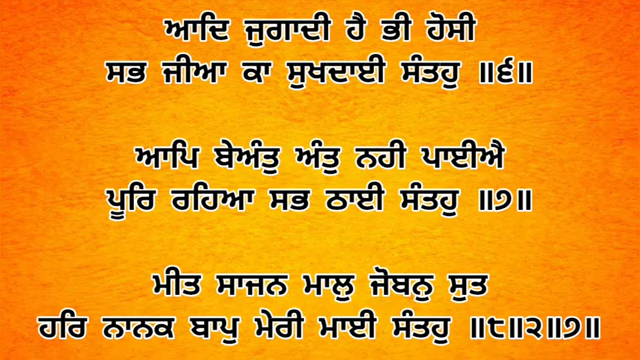 ਆਦਿ ਜੁਗਾਦੀ ਹੈ ਭੀ ਹੋਸੀ
ਸਭ ਜੀਆ ਕਾ ਸੁਖਦਾਈ ਸੰਤਹੁ ॥੬॥
ਆਪਿ ਬੇਅੰਤੁ ਅੰਤੁ ਨਹੀ ਪਾਈਐ
ਪੂਰਿ ਰਹਿਆ ਸਭ ਠਾਈ ਸੰਤਹੁ ॥੭॥
ਮੀਤ ਸਾਜਨ ਮਾਲੁ ਜੋਬਨੁ ਸੁਤ
ਹਰਿ ਨਾਨਕ ਬਾਪੁ ਮੇਰੀ ਮਾਈ ਸੰਤਹੁ ॥੮॥੨॥੭॥